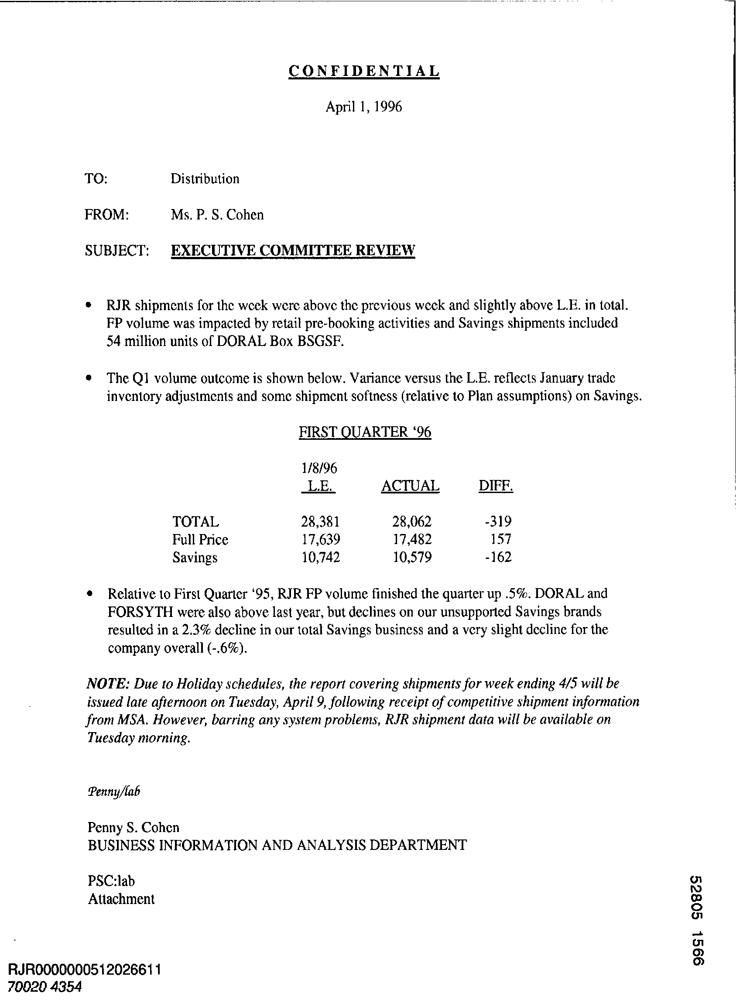 CONFIDENTIAL
April 1, 1996
TO: Distribution
FROM: Ms. P. S. Cohen
SUBJECT: EXECUTIVE COMMITTEE REVIEW
• RJR shipments for the week were above the previous week and slightly above L.E. in total.
FP volume was impacted by retail pre-booking activities and Savings shipments included
54 million units of DORAL Box BSGSF.
• The Q1 volume outcome is shown below. Variance versus the L.E. reflects January trade
inventory adjustments and some shipment softness (relative to Plan assumptions) on Savings.
FIRST QUARTER '96
1/8/96
L.E. ACTUAL DIFF.
TOTAL 28,381 28,062 -319
Full Price 17,639 17,482 157
Savings 10,742 10,579 -162
• Relative to First Quarter '95, RJR FP volume finished the quarter up .5%. DORAL and
FORSYTH were also above last year, but declines on our unsupported Savings brands
resulted in a 2.3% decline in our total Savings business and a very slight decline for the
company overall (-.6%).
NOTE: Due to Holiday schedules, the report covering shipments for week ending 4/5 will be
issued late afternoon on Tuesday, April 9, following receipt of competitive shipment information
from MSA. However, barring any system problems, RJR shipment data will be available on
Tuesday morning.
Penny/lab
Penny S. Cohen
BUSINESS INFORMATION AND ANALYSIS DEPARTMENT
PSC:lab
Attachment
52805 1566
RJR0000000512026611
70020 4354